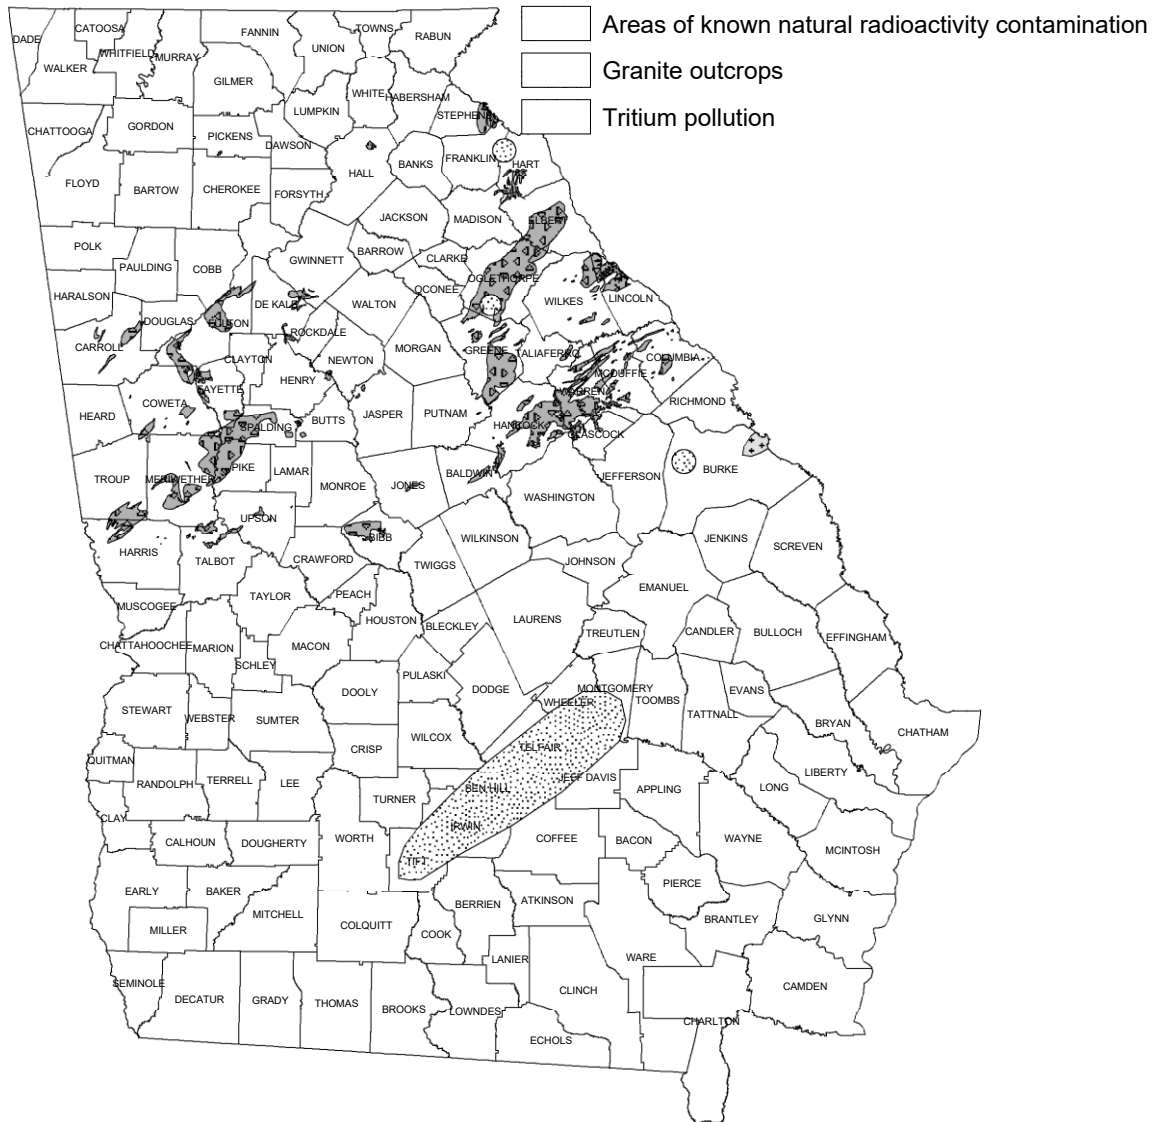 Areas of known natural radioactivity contamination
Granite outcrops
Tritium pollution
DADE
CATOOSA
WHITFIELD
MURRAY
FANNIN
UNION
TOWNS
RABUN
WALKER
GILMER
LUMPKIN
WHITE
HABERSHAM
STEPHENS
CHATTOOGA
GORDON
PICKENS
DAWSON
HALL
BANKS
FRANKLIN
HART
FLOYD
BARTOW
CHEROKEE
FORSYTH
JACKSON
MADISON
ELBERT
POLK
PAULDING
COBB
GWINNETT
BARROW
CLARKE
OCONEE
OGLETHORPE
WILKES
LINCOLN
HARALSON
DOUGLAS
FULTON
DE KALB
ROCKDALE
WALTON
CARROLL
CLAYTON
NEWTON
MORGAN
GREENE
TALIAFERRO
COLUMBIA
MCDUFFIE
HENRY
FAYETTE
COWETA
HEARD
SPALDING
BUTTS
JASPER
PUTNAM
HANCOCK
WARREN
GLASCOCK
RICHMOND
TROUP
MERIWETHER
PIKE
LAMAR
MONROE
JONES
BALDWIN
WASHINGTON
JEFFERSON
BURKE
HARRIS
TALBOT
UPSON
CRAWFORD
BIBB
TWIGGS
WILKINSON
JOHNSON
JENKINS
SCREVEN
EMANUEL
MUSCOGEE
TAYLOR
PEACH
HOUSTON
BLECKLEY
LAURENS
TREUTLEN
CANDLER
BULLOCH
EFFINGHAM
CHATTAHOOCHEE
MARION
SCHLEY
MACON
PULASKI
DODGE
DOOLY
MONTGOMERY
WHEELER
TOOMBS
TATTNALL
EVANS
BRYAN
CHATHAM
STEWART
WEBSTER
SUMTER
CRISP
WILCOX
TELFAIR
JEFF DAVIS
APPLING
LONG
LIBERTY
QUITMAN
RANDOLPH
TERRELL
LEE
TURNER
BEN HILL
IRWIN
TIFT
CLAY
CALHOUN
DOUGHERTY
WORTH
COFFEE
BACON
WAYNE
MCINTOSH
EARLY
BAKER
MITCHELL
MILLER
COLQUITT
COOK
BERRIEN
ATKINSON
PIERCE
BRANTLEY
GLYNN
SEMINOLE
DECATUR
GRADY
THOMAS
BROOKS
LOWNDES
LANIER
CLINCH
ECHOLS
WARE
CHARLTON
CAMDEN